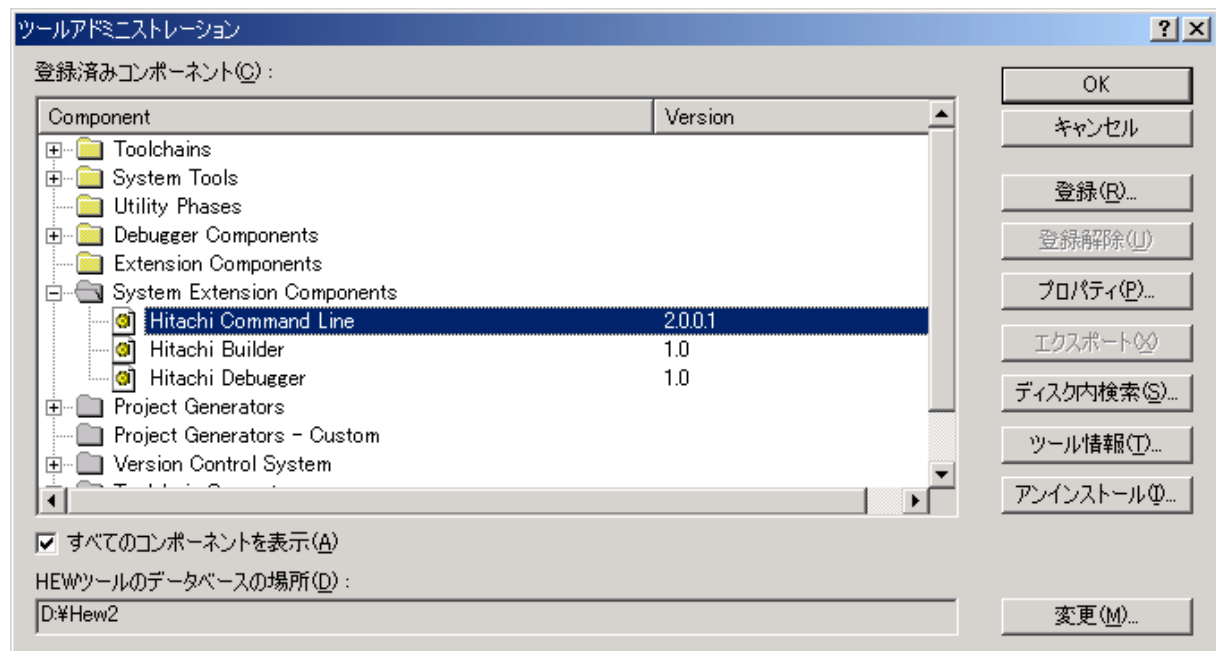 ツールアドミニストレーション
登録済みコンポーネント(C):
Component Version
Toolchains
System Tools
Utility Phases
Debugger Components
Extension Components
System Extension Components
Hitachi Command Line 2.0.0.1
Hitachi Builder 1.0
Hitachi Debugger 1.0
Project Generators
Project Generators - Custom
Version Control System
すべてのコンポーネントを表示(A)
HEWツールのデータベースの場所(D):
D:¥Hew2
OK
キャンセル
登録(R)...
登録解除(U)
プロパティ(P)...
エクスポート(X)
ディスク内検索(S)...
ツール情報(T)...
アンインストール(I)...
変更(M)...